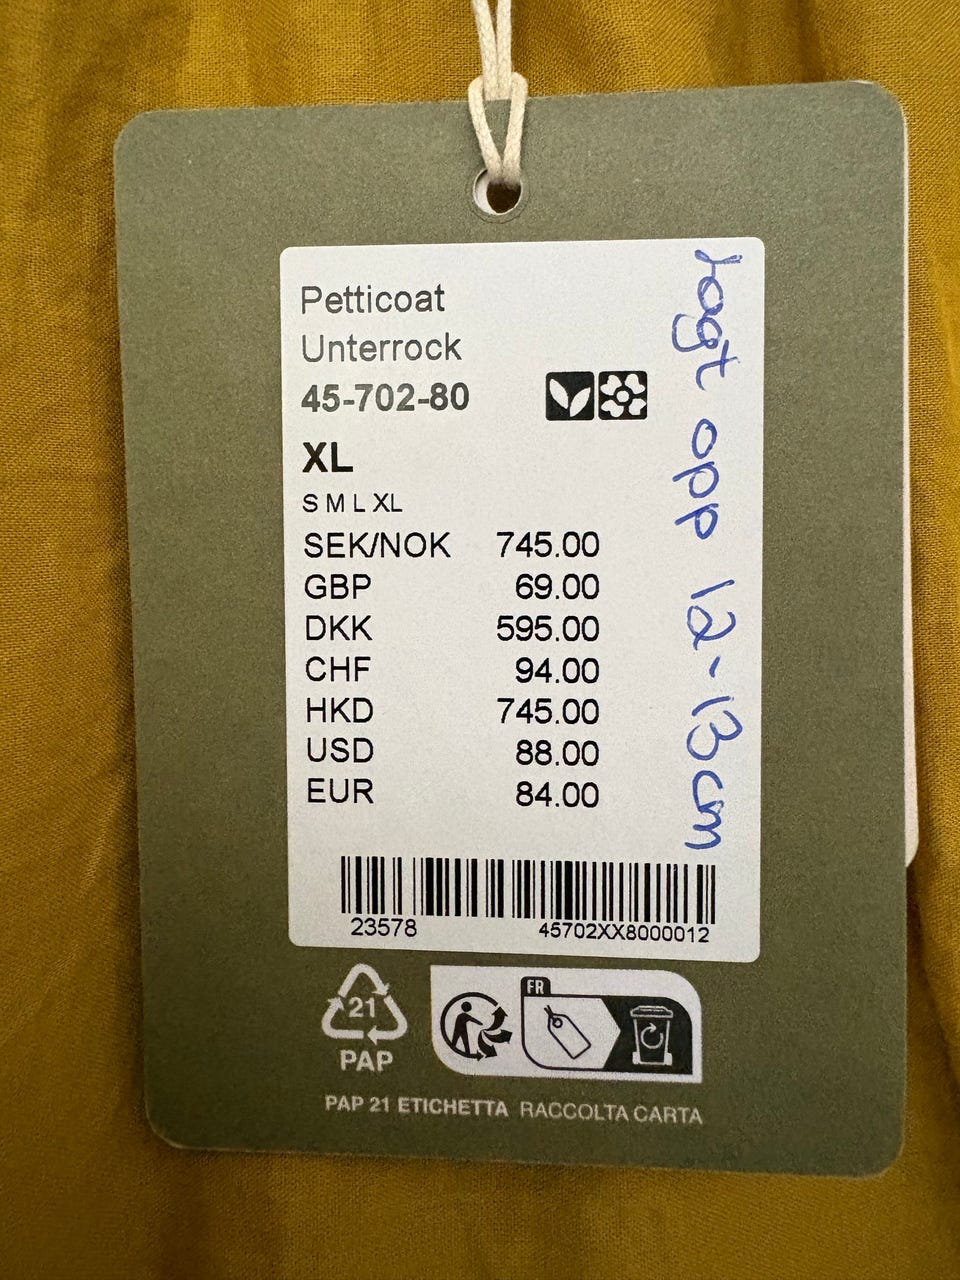 Petticoat
Unterrock
45-702-80
XL
S M L XL
SEK/NOK 745.00
GBP 69.00
DKK 595.00
CHF 94.00
HKD 745.00
USD 88.00
EUR 84.00
23578 45702XX8000012
opp 12-13cm
21
PAP
FR
PAP 21 ETICHETTA RACCOLTA CARTA